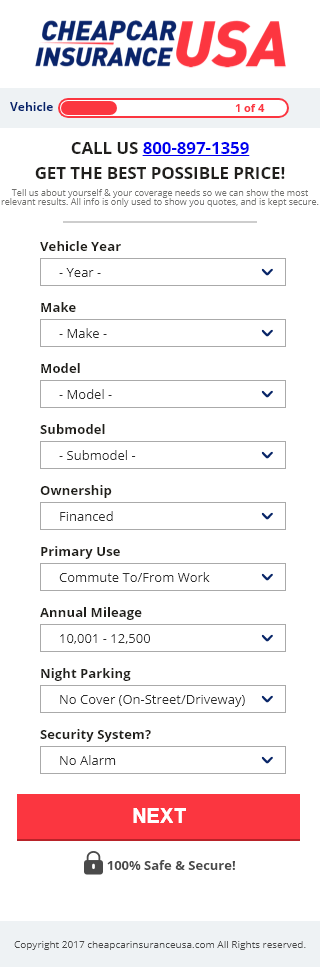 CHEAPCAR
INSURANCE USA
Vehicle 1 of 4
CALL US 800-897-1359
GET THE BEST POSSIBLE PRICE!
Tell us about yourself & your coverage needs so we can show the most
relevant results. All info is only used to show you quotes, and is kept secure.
Vehicle Year
- Year -
Make
- Make -
Model
- Model -
Submodel
- Submodel -
Ownership
Financed
Primary Use
Commute To/From Work
Annual Mileage
10,001 - 12,500
Night Parking
No Cover (On-Street/Driveway)
Security System?
No Alarm
NEXT
100% Safe & Secure!
Copyright 2017 cheapcarinsuranceusa.com All Rights reserved.